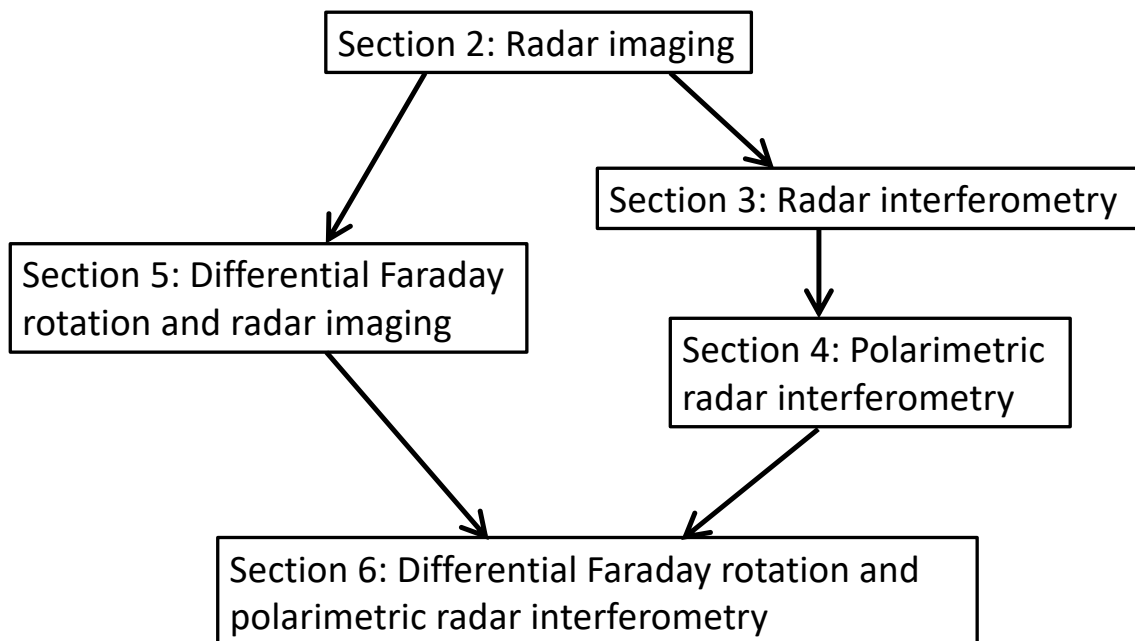 Section 2: Radar imaging
Section 3: Radar interferometry
Section 5: Differential Faraday
rotation and radar imaging
Section 4: Polarimetric
radar interferometry
Section 6: Differential Faraday rotation and
polarimetric radar interferometry